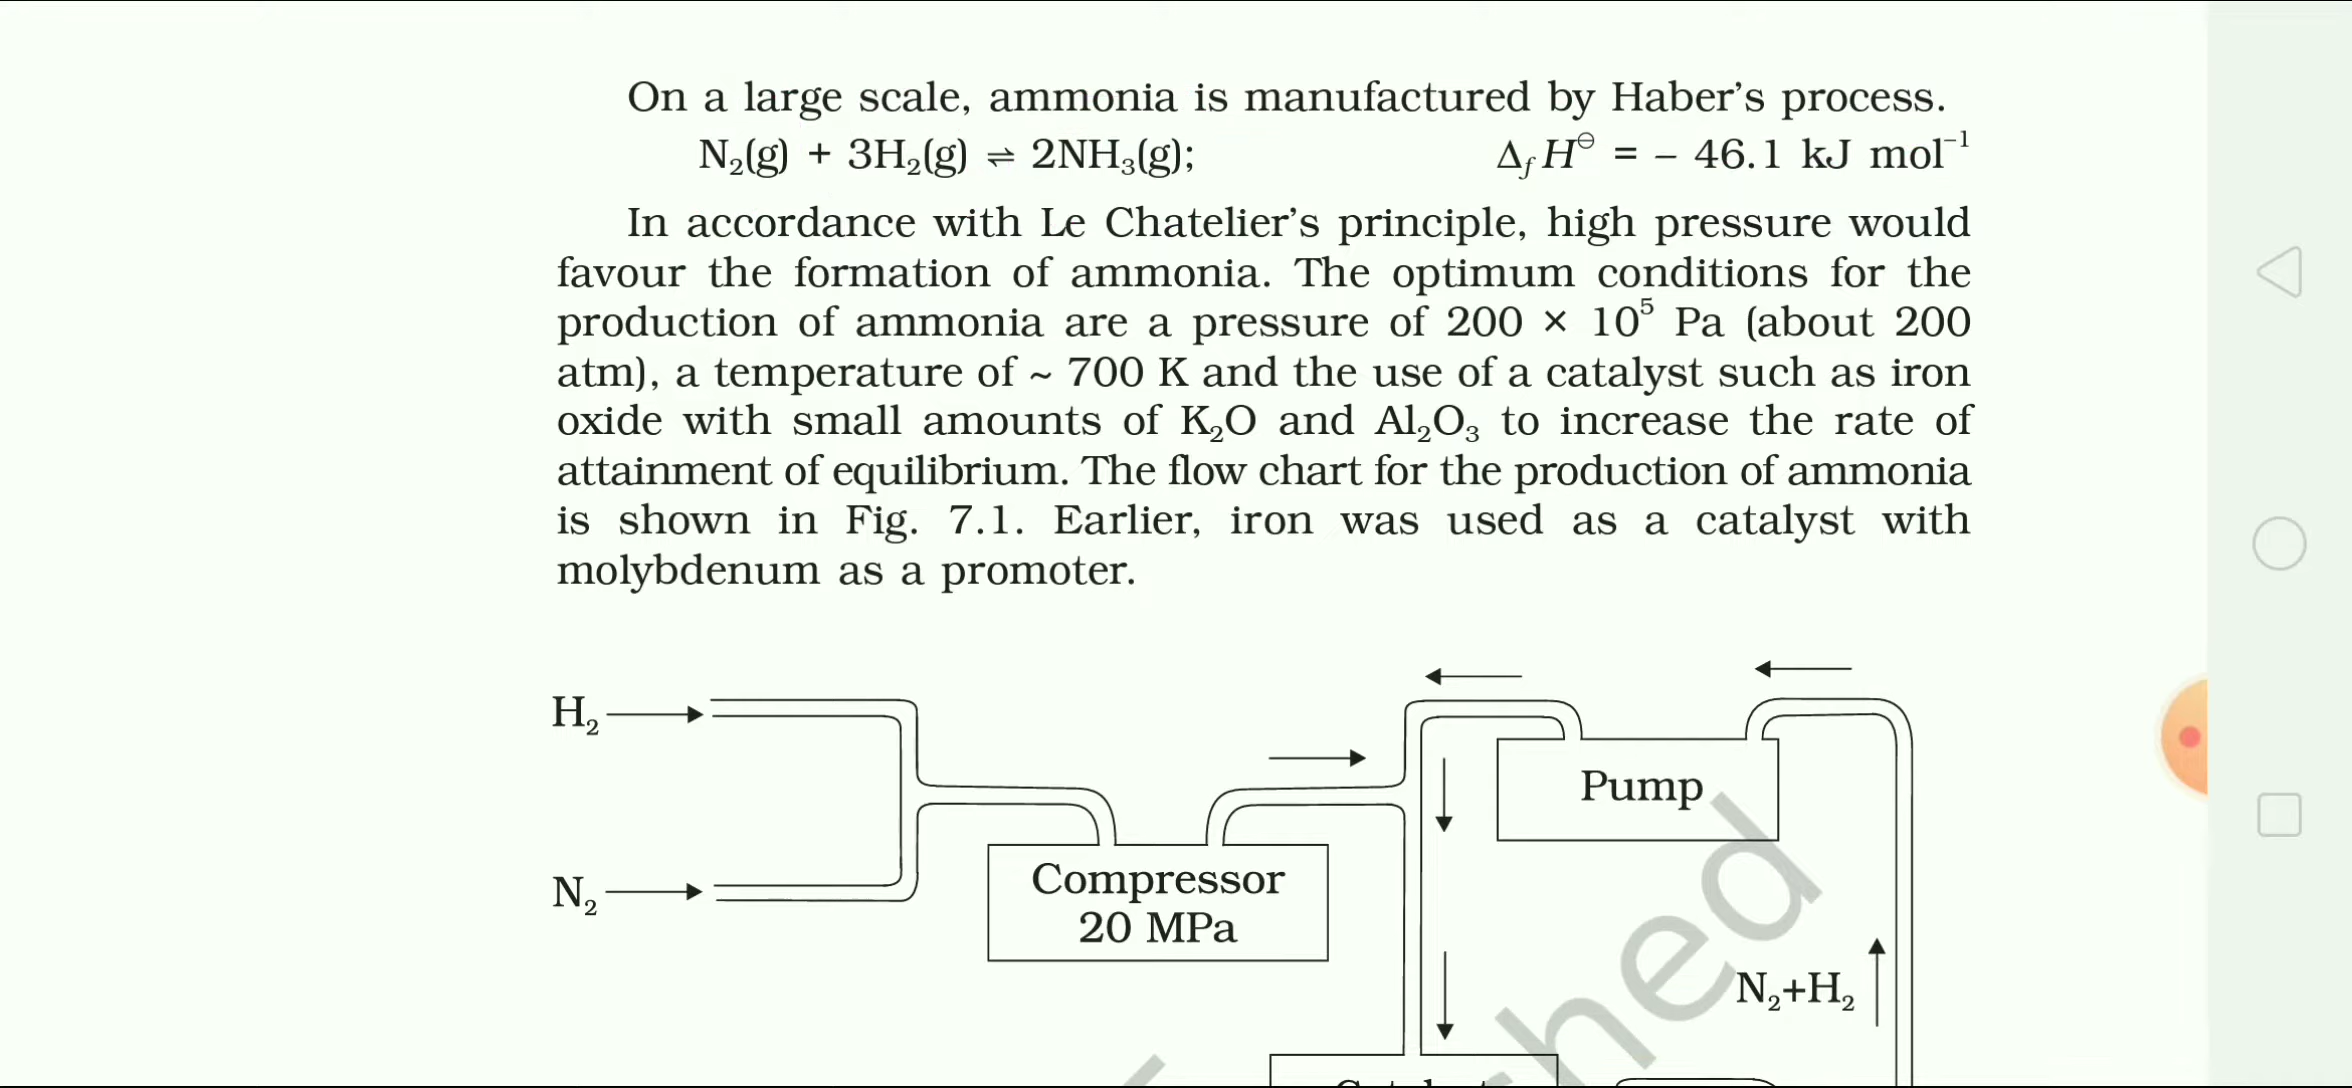 On a large scale, ammonia is manufactured by Haber's process.
N₂(g) + 3H₂(g) ⇌ 2NH₃(g); Δf H⊖ = – 46.1 kJ mol⁻¹
In accordance with Le Chatelier's principle, high pressure would
favour the formation of ammonia. The optimum conditions for the
production of ammonia are a pressure of 200 × 10⁵ Pa (about 200
atm), a temperature of ~ 700 K and the use of a catalyst such as iron
oxide with small amounts of K₂O and Al₂O₃ to increase the rate of
attainment of equilibrium. The flow chart for the production of ammonia
is shown in Fig. 7.1. Earlier, iron was used as a catalyst with
molybdenum as a promoter.
H₂
Pump
N₂
Compressor
20 MPa
N₂+H₂
hed